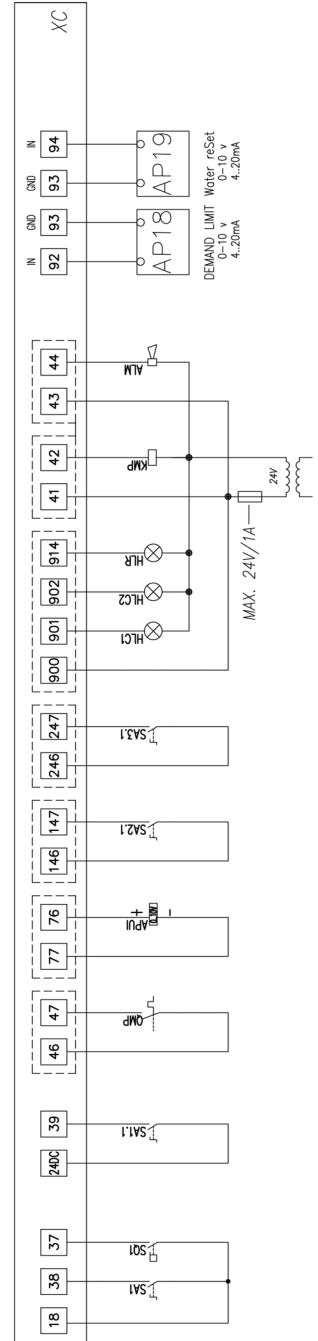 XC
IN
94
GND
93
GND
93
IN
92
AP19
AP18
Water reSet
0-10 v
4..20mA
DEMAND LIMIT
0-10 v
4..20mA
44
43
42
41
914
902
901
900
247
246
147
146
76
77
47
46
39
24DC
37
38
18
ALM
KMP
HLR
HLC2
HLC1
SA3.1
SA2.1
APUI
+
0..10V
-
QMP
SA1.1
SQ1
SA1
24V
MAX. 24V/1A